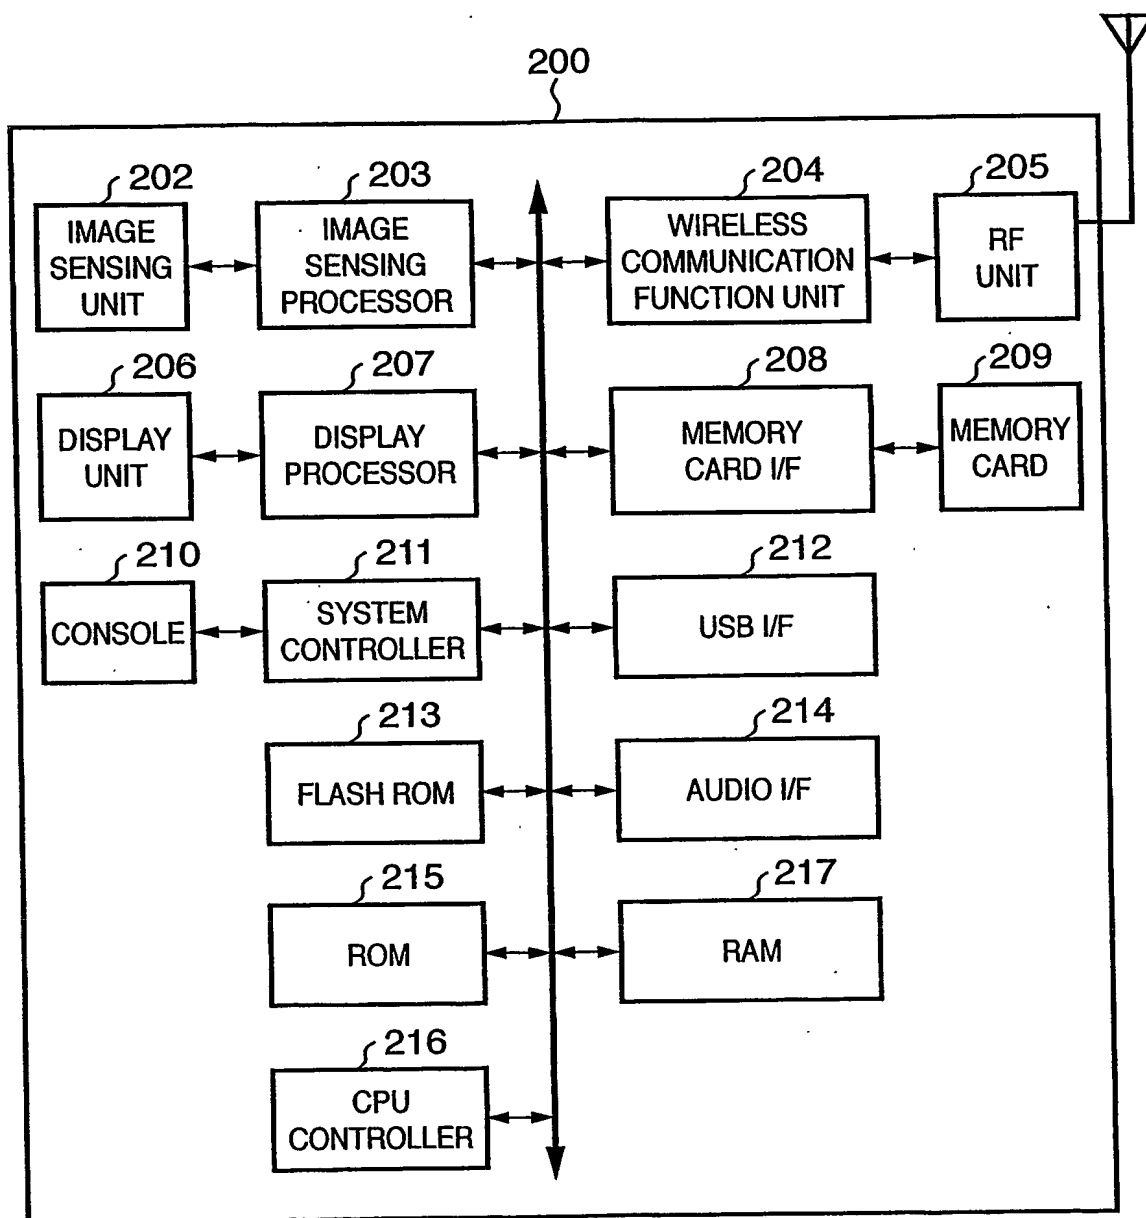 200
202
203
204
205
IMAGE
SENSING
UNIT
IMAGE
SENSING
PROCESSOR
WIRELESS
COMMUNICATION
FUNCTION UNIT
RF
UNIT
206
207
208
209
DISPLAY
UNIT
DISPLAY
PROCESSOR
MEMORY
CARD I/F
MEMORY
CARD
210
211
212
CONSOLE
SYSTEM
CONTROLLER
USB I/F
213
214
FLASH ROM
AUDIO I/F
215
217
ROM
RAM
216
CPU
CONTROLLER